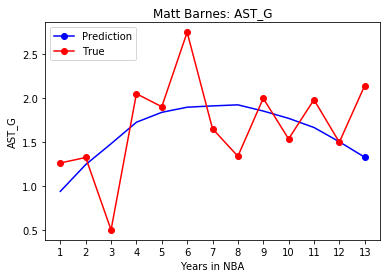 Matt Barnes: AST_G
Prediction
True
2.5
2.0
1.5
1.0
0.5
AST_G
1 2 3 4 5 6 7 8 9 10 11 12 13
Years in NBA